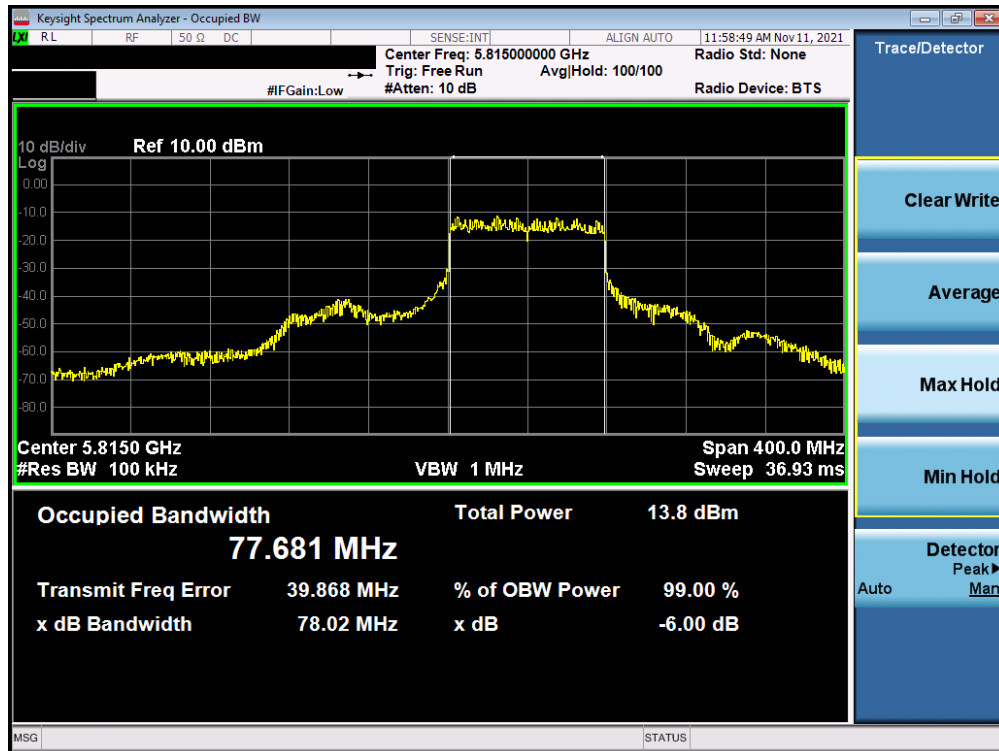 Keysight Spectrum Analyzer - Occupied BW
LXI RL RF 50 Ω DC SENSE:INT ALIGN AUTO 11:58:49 AM Nov 11, 2021
Center Freq: 5.815000000 GHz Radio Std: None
Trig: Free Run Avg|Hold: 100/100
#IFGain:Low #Atten: 10 dB Radio Device: BTS
Trace/Detector
10 dB/div Ref 10.00 dBm
Log
0.00
-10.0
-20.0
-30.0
-40.0
-50.0
-60.0
-70.0
-80.0
Center 5.8150 GHz Span 400.0 MHz
#Res BW 100 kHz VBW 1 MHz Sweep 36.93 ms
Occupied Bandwidth Total Power 13.8 dBm
77.681 MHz
Transmit Freq Error 39.868 MHz % of OBW Power 99.00 %
x dB Bandwidth 78.02 MHz x dB -6.00 dB
Clear Write
Average
Max Hold
Min Hold
Detector
Peak▶
Auto Man
MSG STATUS